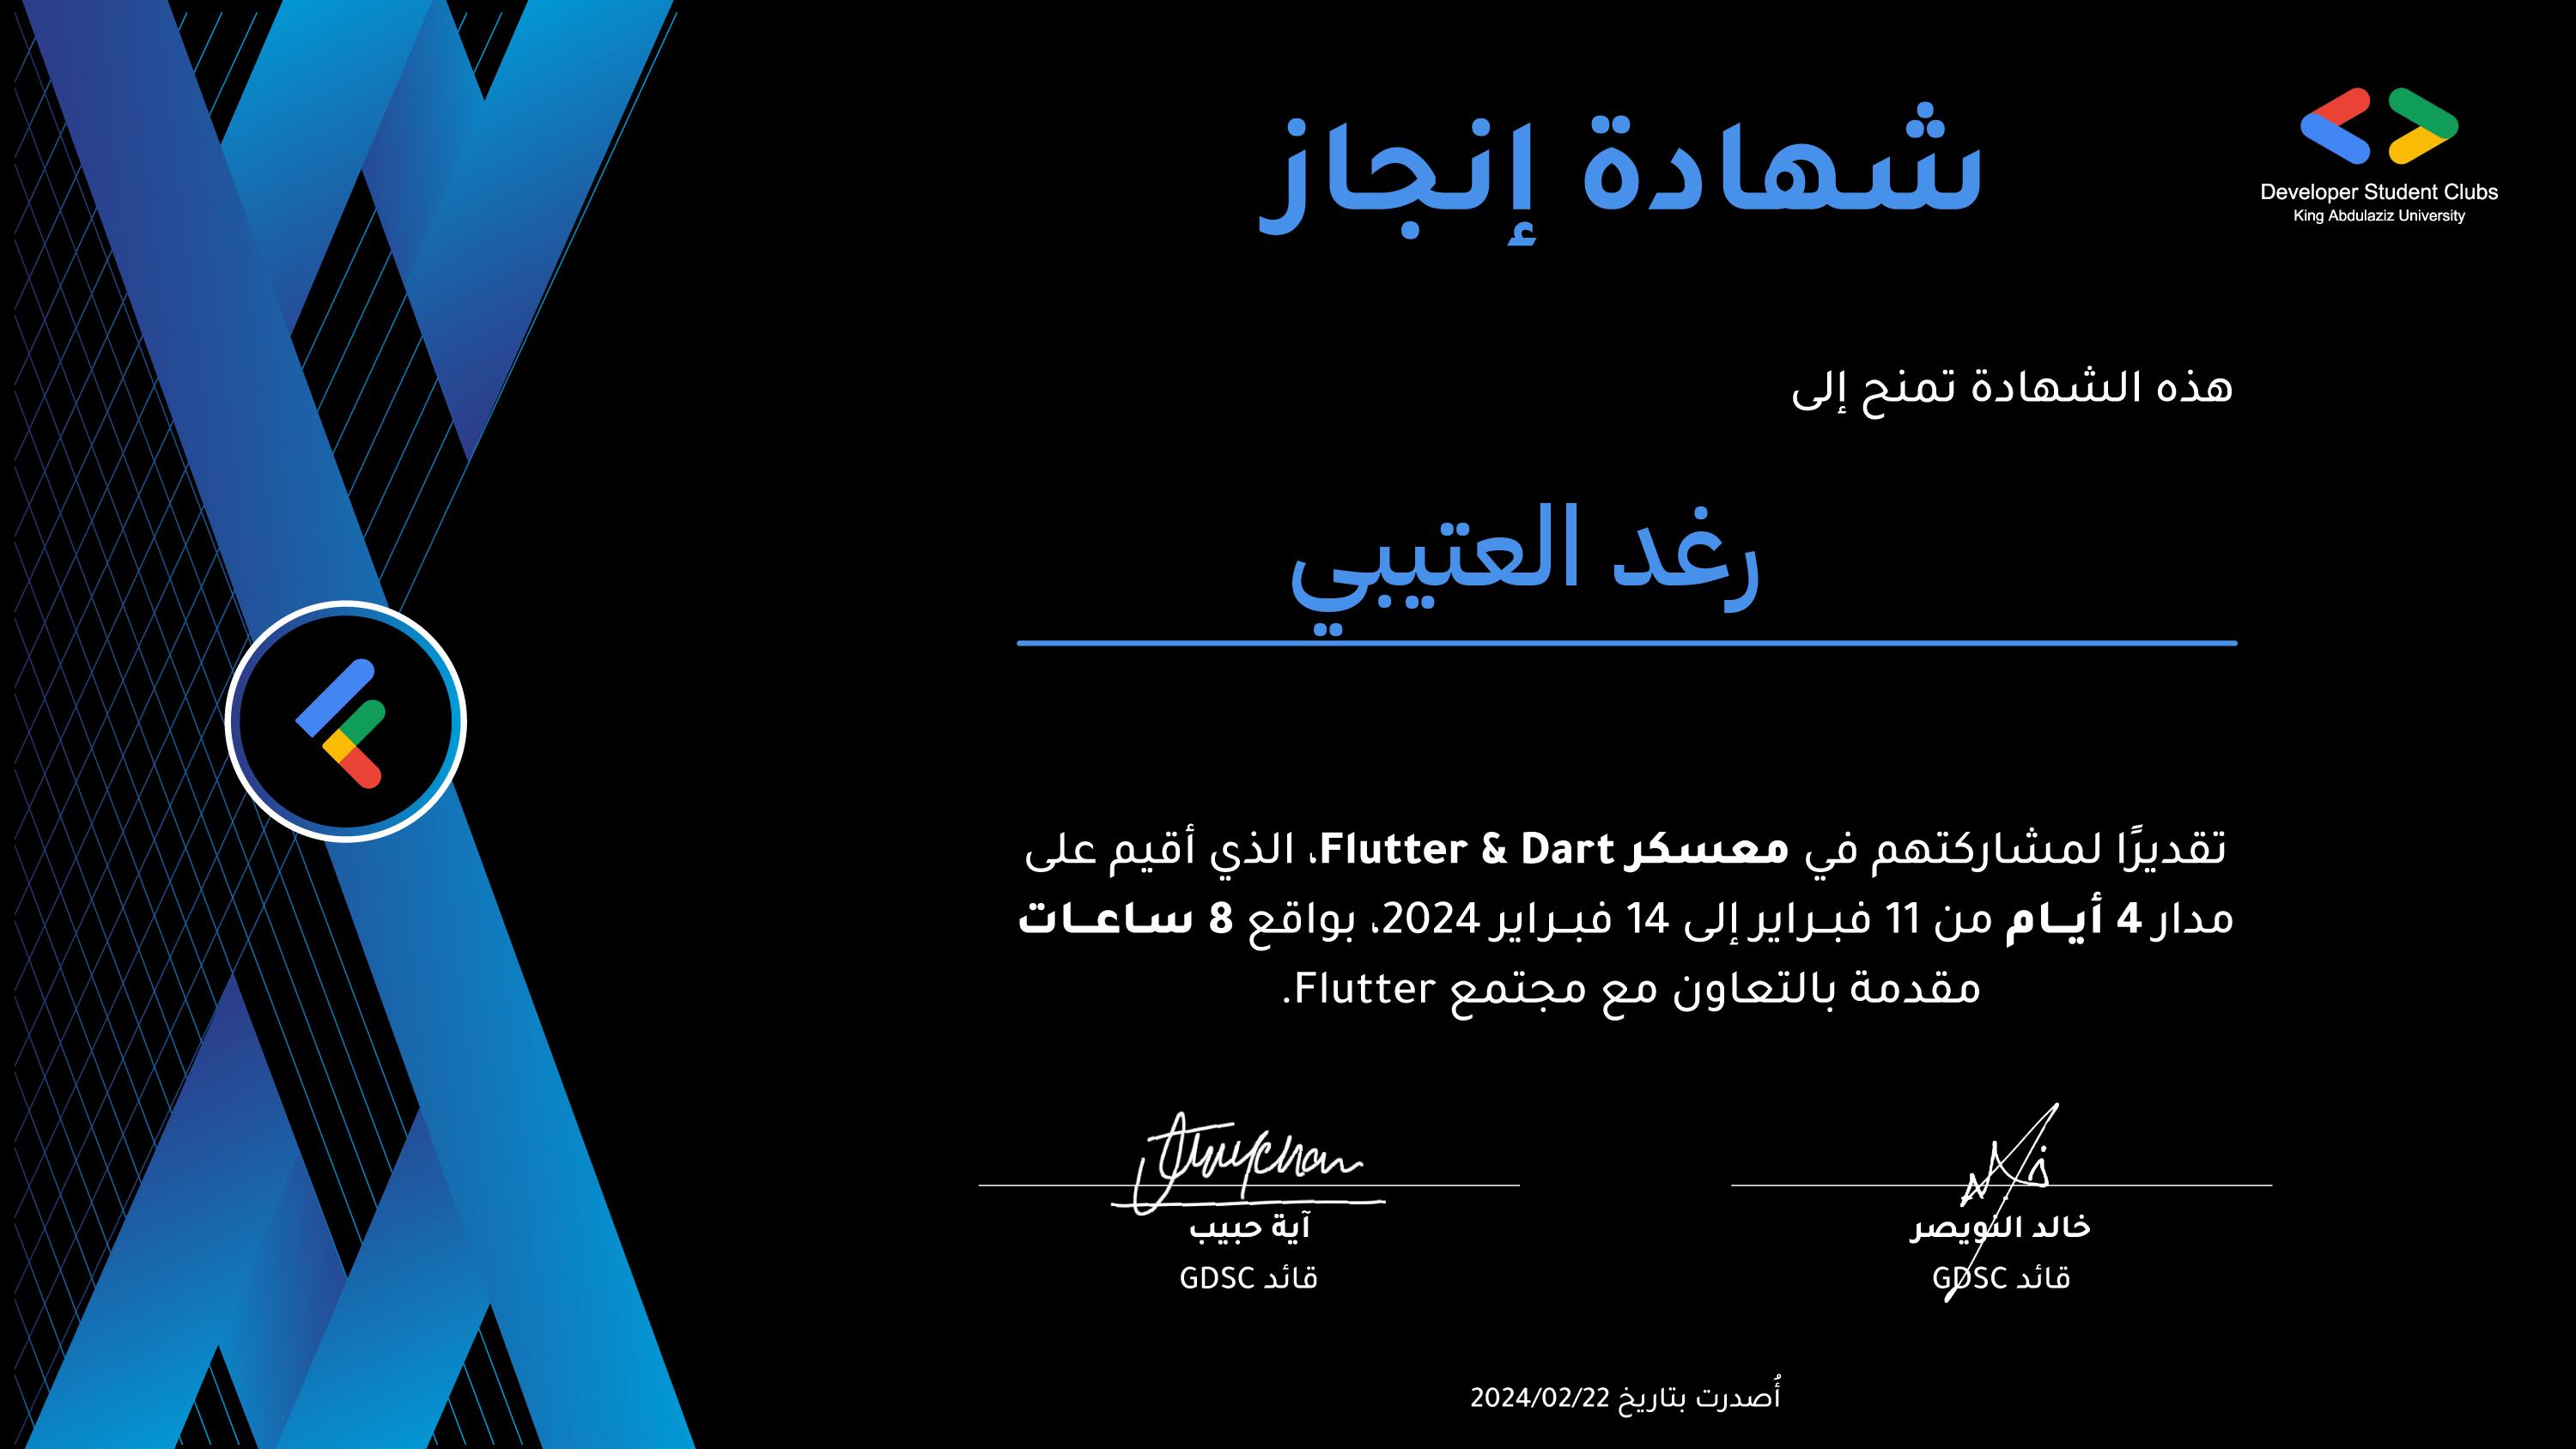 شهادة إنجاز
Developer Student Clubs
King Abdulaziz University
هذه الشهادة تمنح إلى
رغد العتيبي
تقديرًا لمشاركتهم في معسكر Flutter & Dart، الذي أقيم على
مدار 4 أيـام من 11 فبـراير إلى 14 فبـراير 2024، بواقع 8 ساعـات
مقدمة بالتعاون مع مجتمع Flutter.
خالد النويصر
قائد GDSC
آية حبيب
قائد GDSC
أُصدرت بتاريخ 2024/02/22